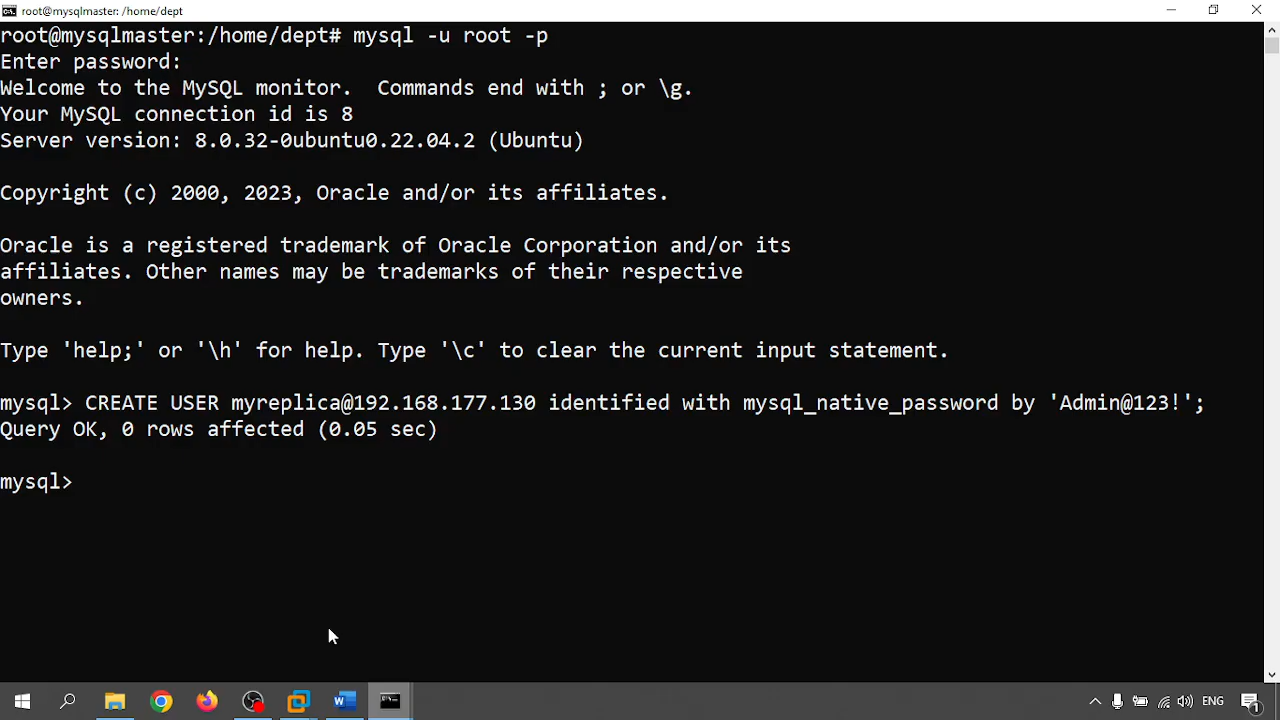 root@mysqlmaster: /home/dept
root@mysqlmaster:/home/dept# mysql -u root -p
Enter password:
Welcome to the MySQL monitor.  Commands end with ; or \g.
Your MySQL connection id is 8
Server version: 8.0.32-0ubuntu0.22.04.2 (Ubuntu)
Copyright (c) 2000, 2023, Oracle and/or its affiliates.
Oracle is a registered trademark of Oracle Corporation and/or its
affiliates. Other names may be trademarks of their respective
owners.
Type 'help;' or '\h' for help. Type '\c' to clear the current input statement.
mysql> CREATE USER myreplica@192.168.177.130 identified with mysql_native_password by 'Admin@123!';
Query OK, 0 rows affected (0.05 sec)
mysql>
ENG
1